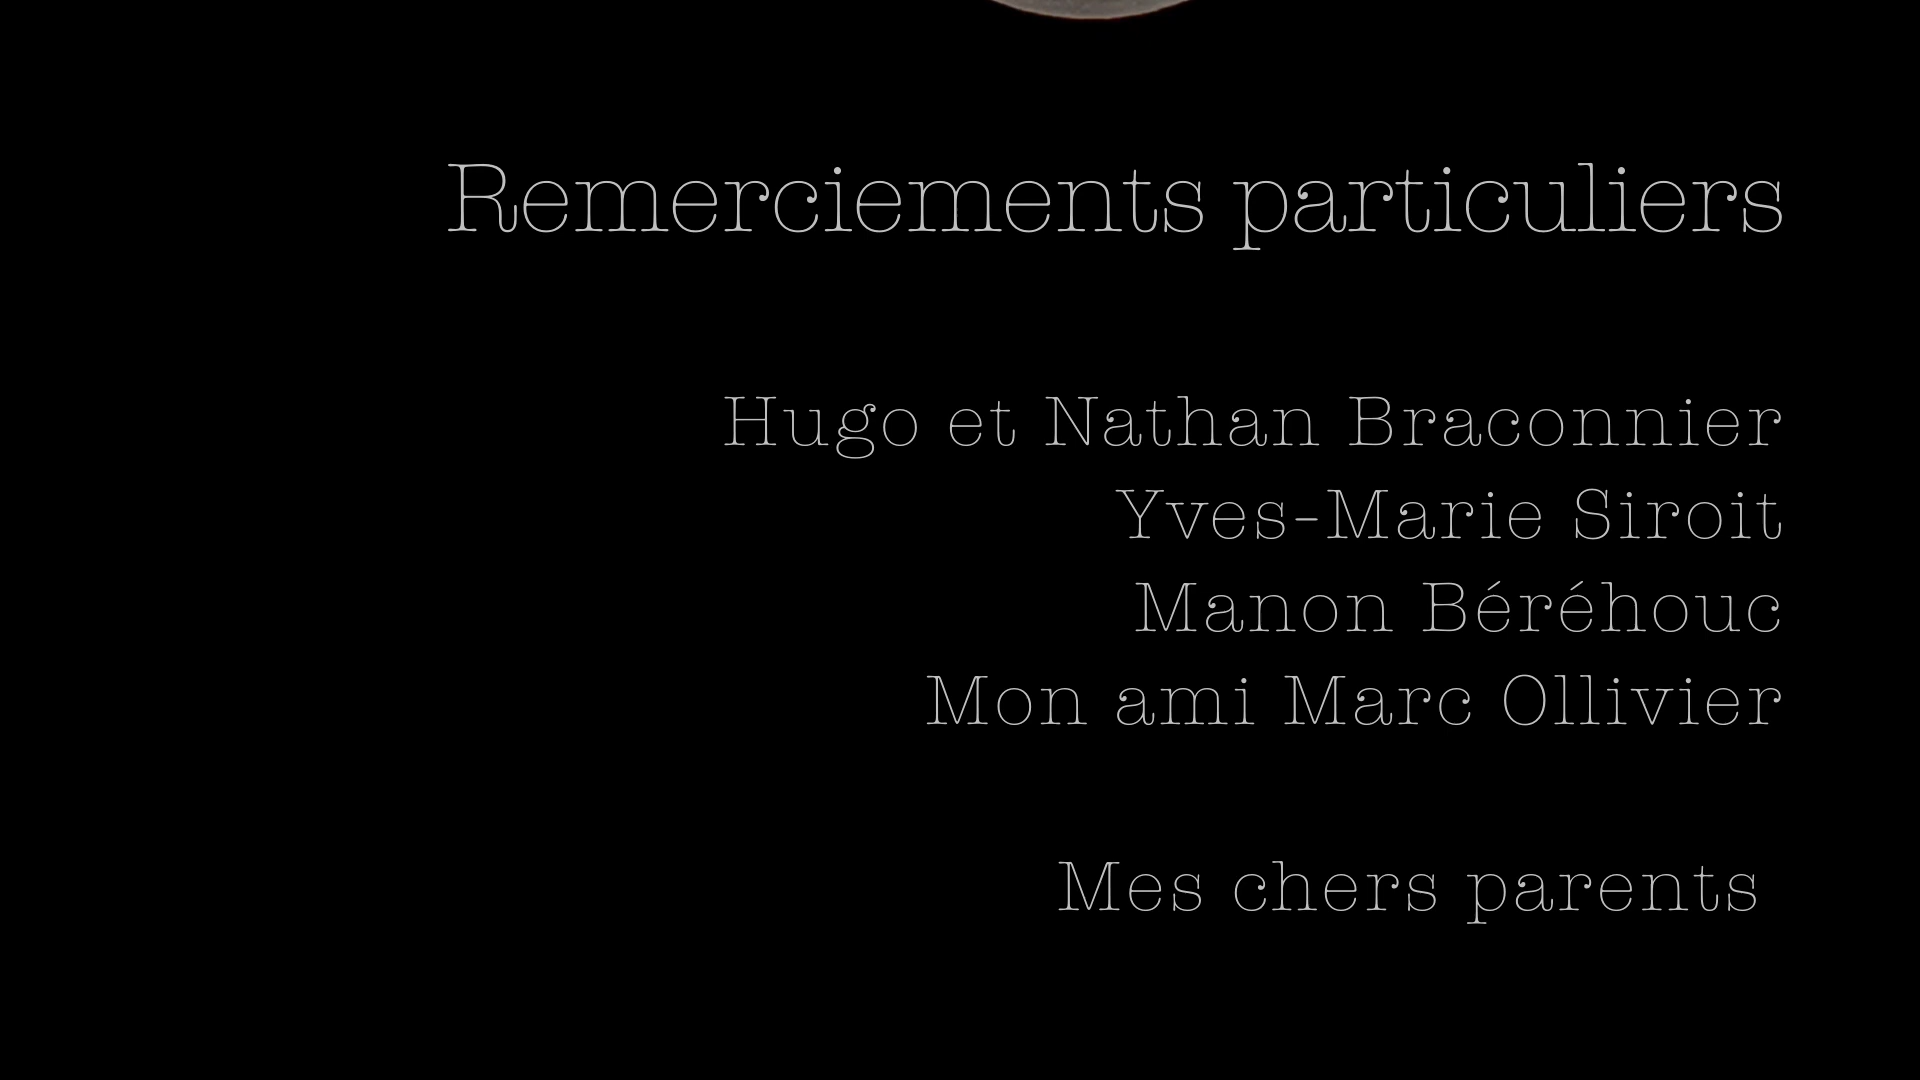 Remerciements particuliers
Hugo et Nathan Braconnier
Yves-Marie Siroit
Manon Béréhouc
Mon ami Marc Ollivier
Mes chers parents